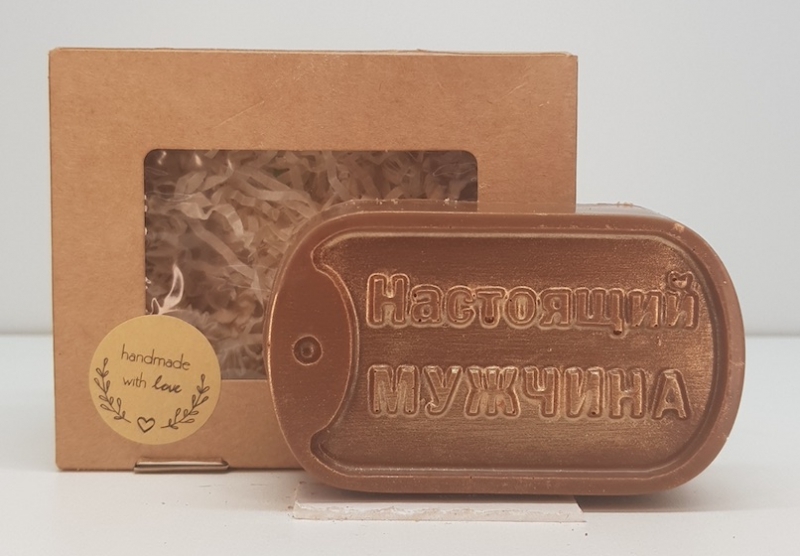 handmade
with love
Настоящий
МУЖЧИНА